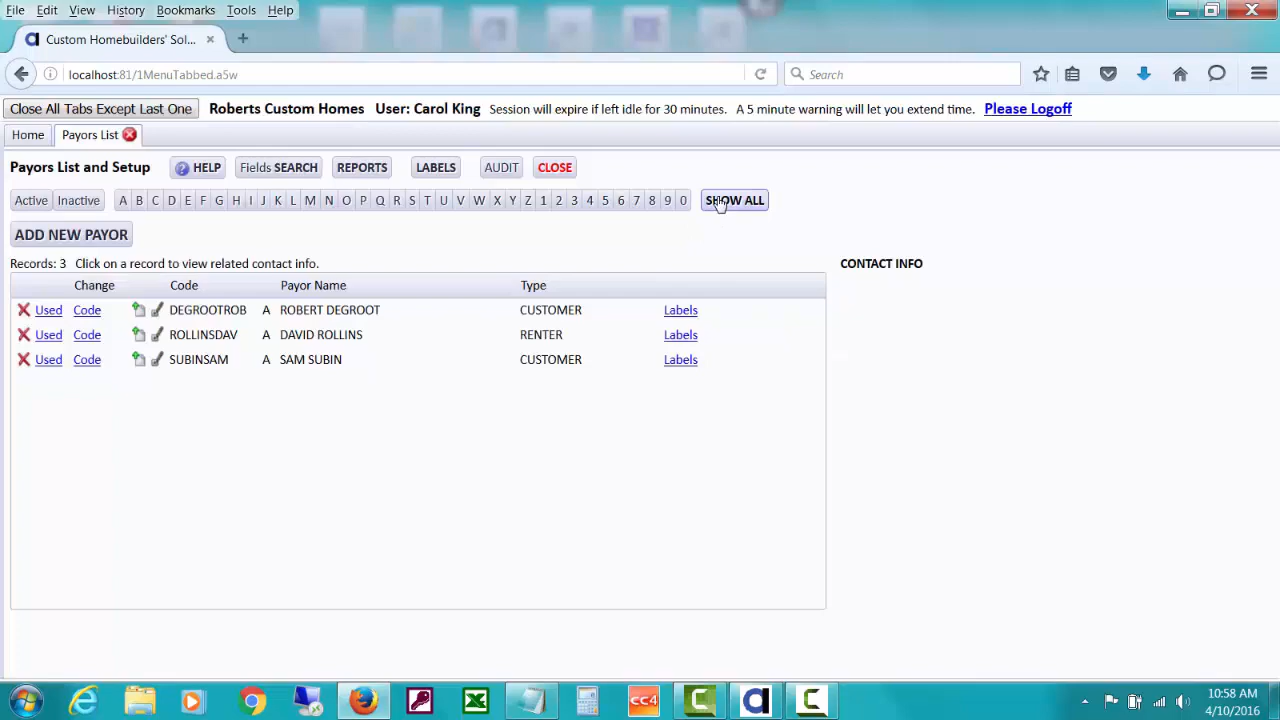 File Edit View History Bookmarks Tools Help
Custom Homebuilders' Sol...
localhost:81/1MenuTabbed.a5w
Search
Close All Tabs Except Last One Roberts Custom Homes User: Carol King Session will expire if left idle for 30 minutes. A 5 minute warning will let you extend time. Please Logoff
Home Payors List
Payors List and Setup HELP Fields SEARCH REPORTS LABELS AUDIT CLOSE
Active Inactive A B C D E F G H I J K L M N O P Q R S T U V W X Y Z 1 2 3 4 5 6 7 8 9 0 SHOW ALL
ADD NEW PAYOR
Records: 3 Click on a record to view related contact info. CONTACT INFO
Change Code Payor Name Type
Used Code DEGROOTROB A ROBERT DEGROOT CUSTOMER Labels
Used Code ROLLINSDAV A DAVID ROLLINS RENTER Labels
Used Code SUBINSAM A SAM SUBIN CUSTOMER Labels
CC4
10:58 AM
4/10/2016